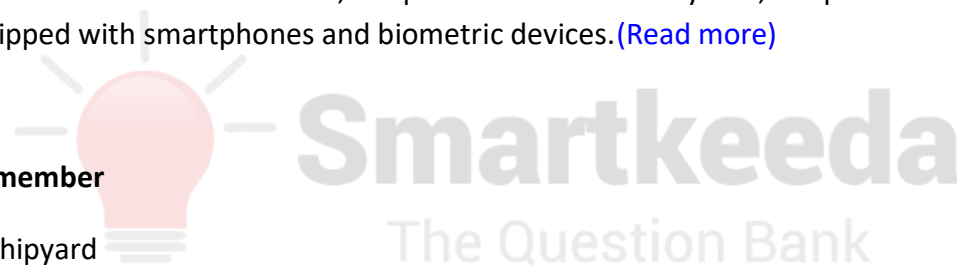 ipped with smartphones and biometric devices.(Read more)
Smartkeeda
member
The Question Bank
hipyard